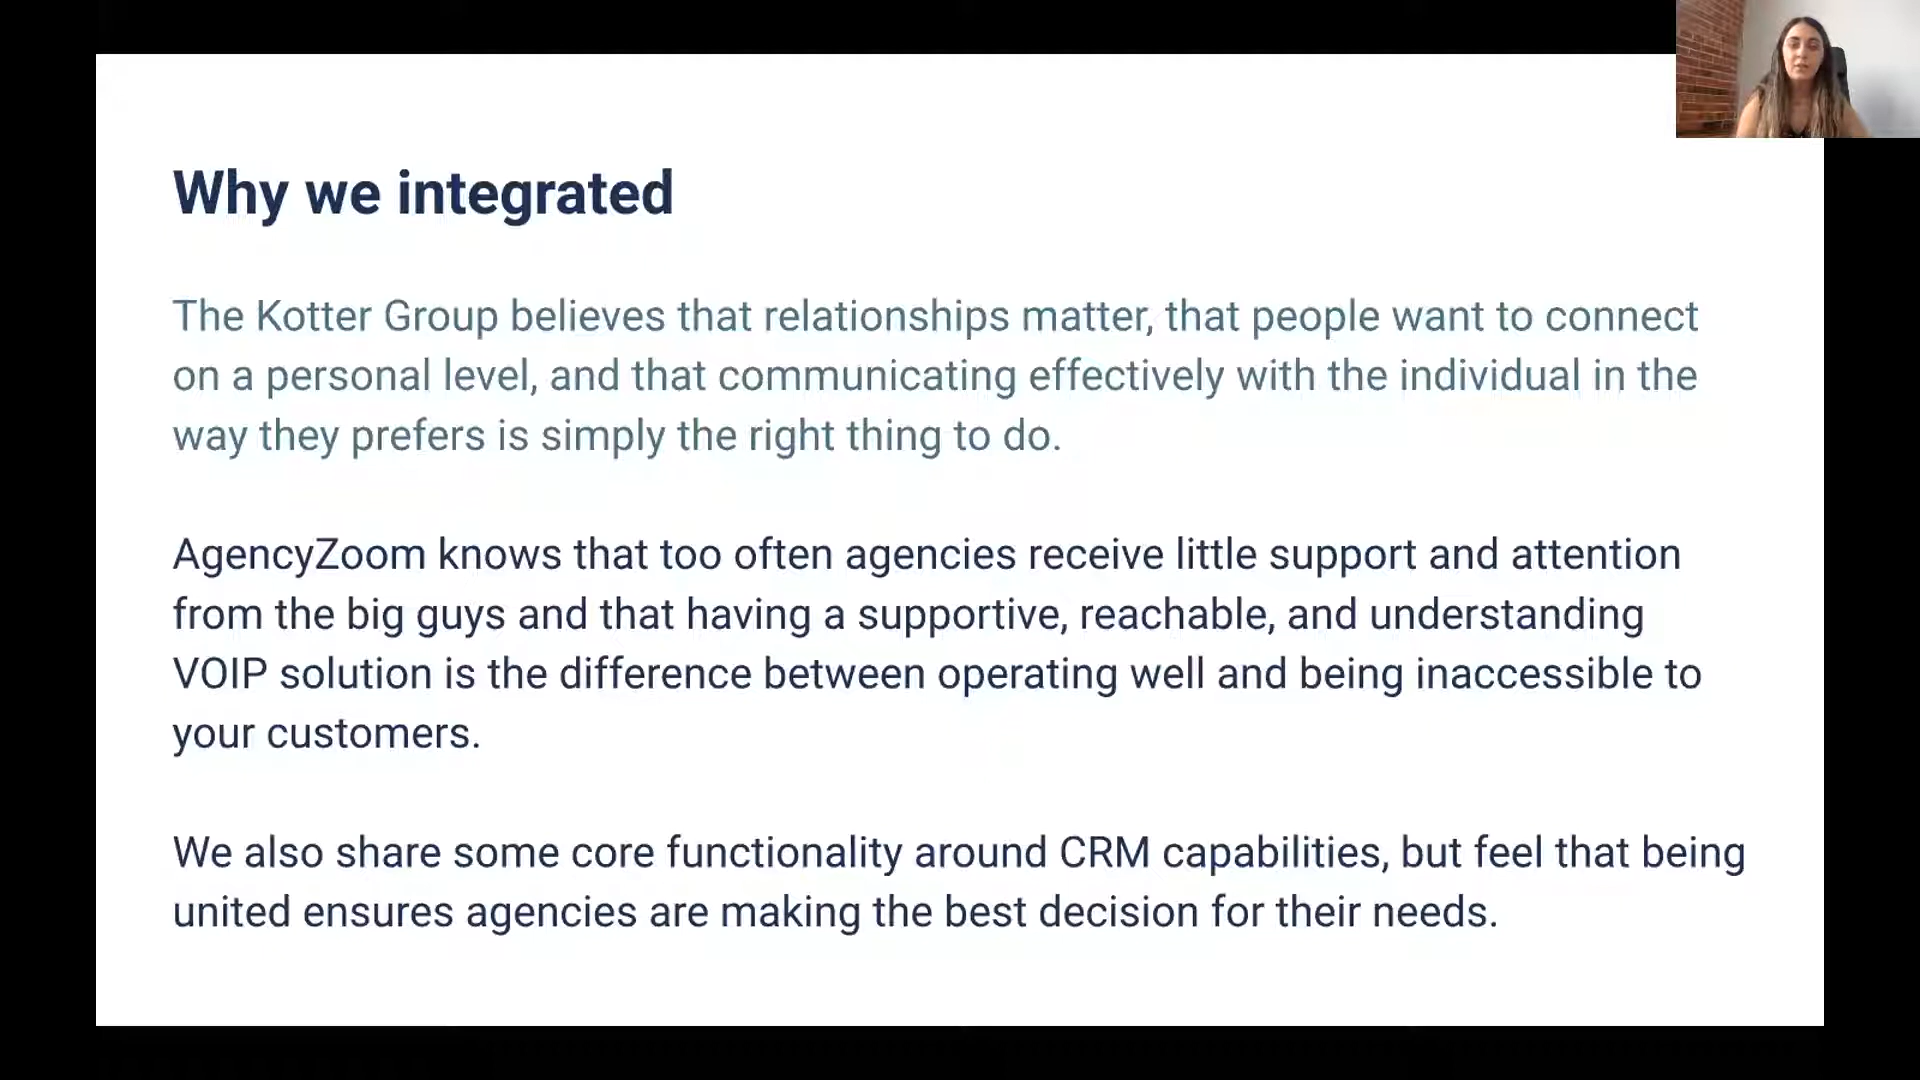 Why we integrated
The Kotter Group believes that relationships matter, that people want to connect
on a personal level, and that communicating effectively with the individual in the
way they prefers is simply the right thing to do.
AgencyZoom knows that too often agencies receive little support and attention
from the big guys and that having a supportive, reachable, and understanding
VOIP solution is the difference between operating well and being inaccessible to
your customers.
We also share some core functionality around CRM capabilities, but feel that being
united ensures agencies are making the best decision for their needs.